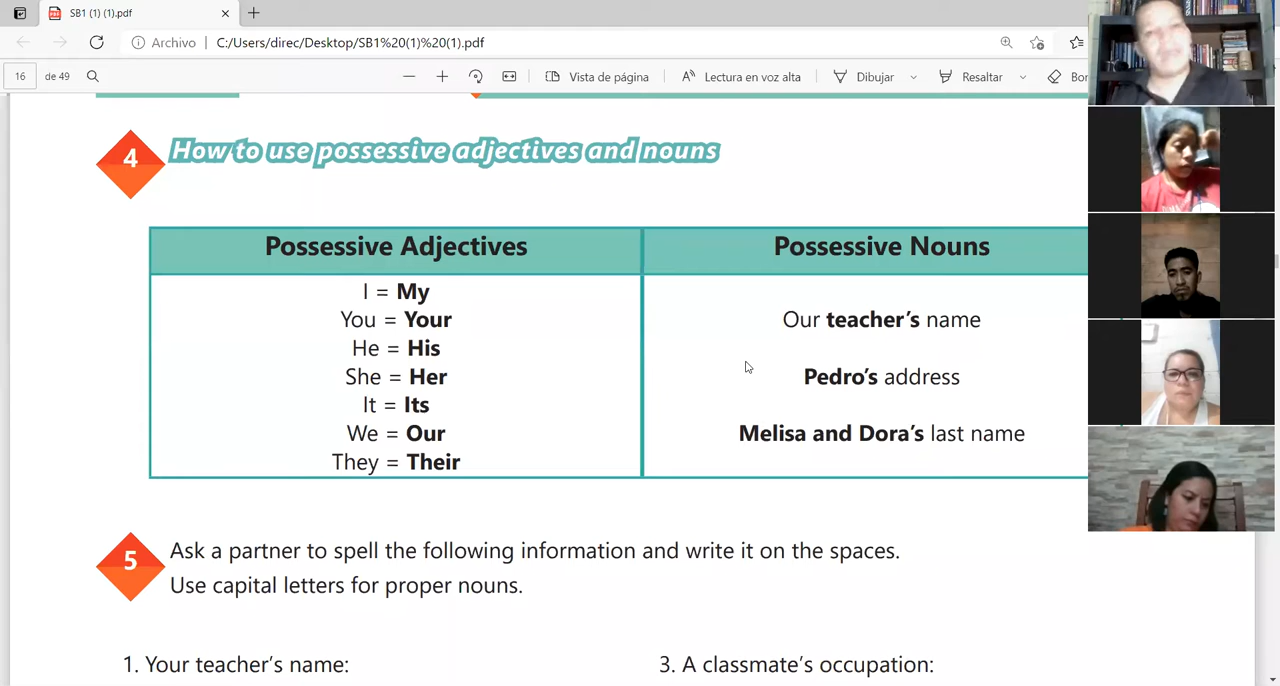 SB1 (1) (1).pdf
Archivo | C:/Users/direc/Desktop/SB1%20(1)%20(1).pdf
16 de 49
Vista de página
Lectura en voz alta
Dibujar
Resaltar
4
How to use possessive adjectives and nouns
Possessive Adjectives
I = My
You = Your
He = His
She = Her
It = Its
We = Our
They = Their
Possessive Nouns
Our teacher's name
Pedro's address
Melisa and Dora's last name
5
Ask a partner to spell the following information and write it on the spaces.
Use capital letters for proper nouns.
1. Your teacher's name:
3. A classmate's occupation: